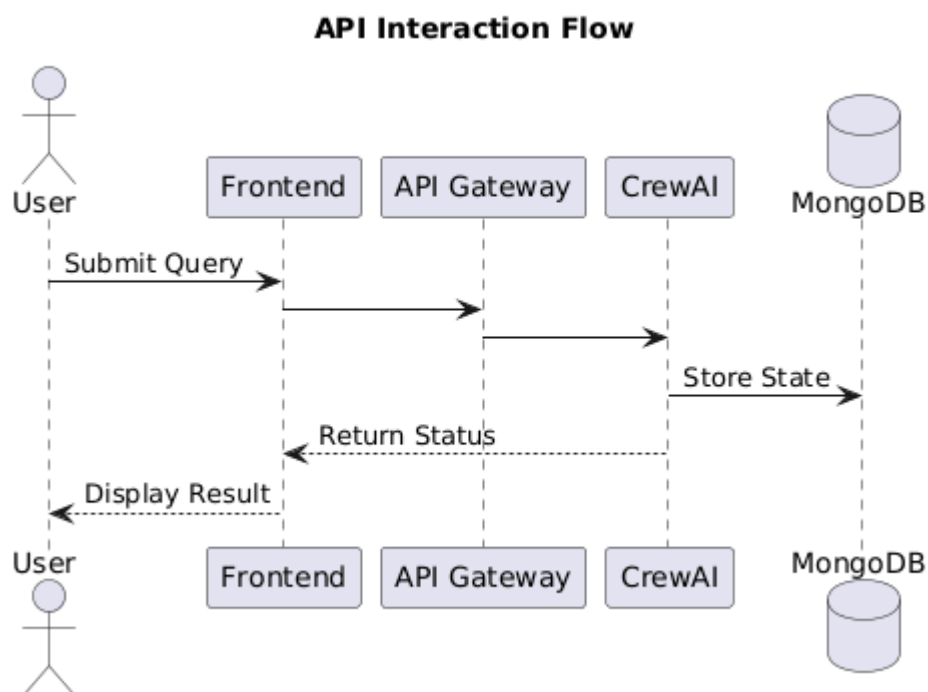 API Interaction Flow
User
Frontend
API Gateway
CrewAI
MongoDB
Submit Query
Store State
Return Status
Display Result
User
Frontend
API Gateway
CrewAI
MongoDB